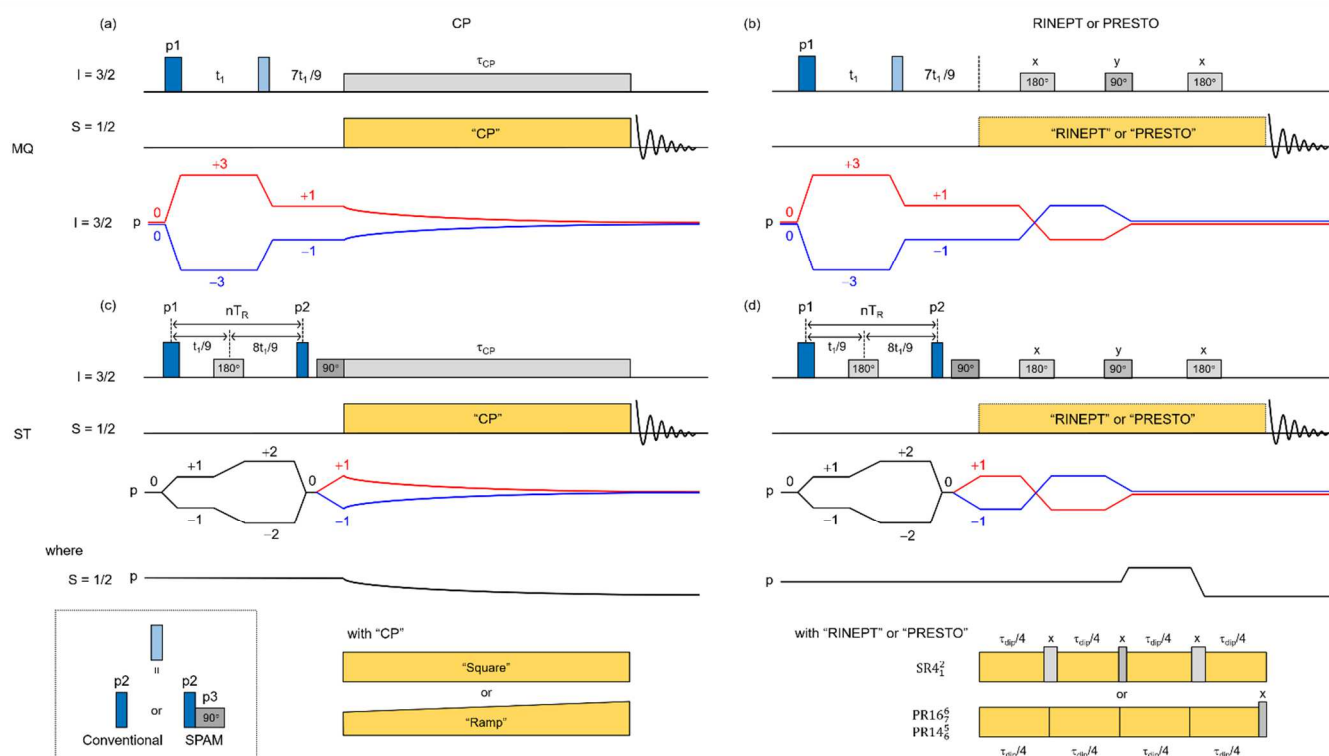 (a) CP
p1
I = 3/2 t₁ 7t₁/9 τCP
S = 1/2 “CP”
MQ
+3
+1
0
I = 3/2 p
0
−1
−3
(b) RINEPT or PRESTO
p1 x y x
t₁ 7t₁/9 180° 90° 180°
“RINEPT” or “PRESTO”
+3
+1
0
p
0
−1
−3
(c)
p1 nTR p2
t₁/9 8t₁/9 τCP
I = 3/2 180° 90°
S = 1/2 “CP”
ST
+2
+1 +1
0 0
p
−1 −1
−2
(d)
p1 nTR p2
t₁/9 8t₁/9 x y x
180° 90° 180° 90° 180°
“RINEPT” or “PRESTO”
+2
+1 +1
0 0
p
−1 −1
−2
where
S = 1/2 p
p
=
p2 p2 p3
or 90°
Conventional SPAM
with “CP”
“Square”
or
“Ramp”
with “RINEPT” or “PRESTO”
τdip/4 x τdip/4 x τdip/4 x τdip/4
SR4₁²
or x
PR16₇⁶
PR14₆⁵
τdip/4 τdip/4 τdip/4 τdip/4